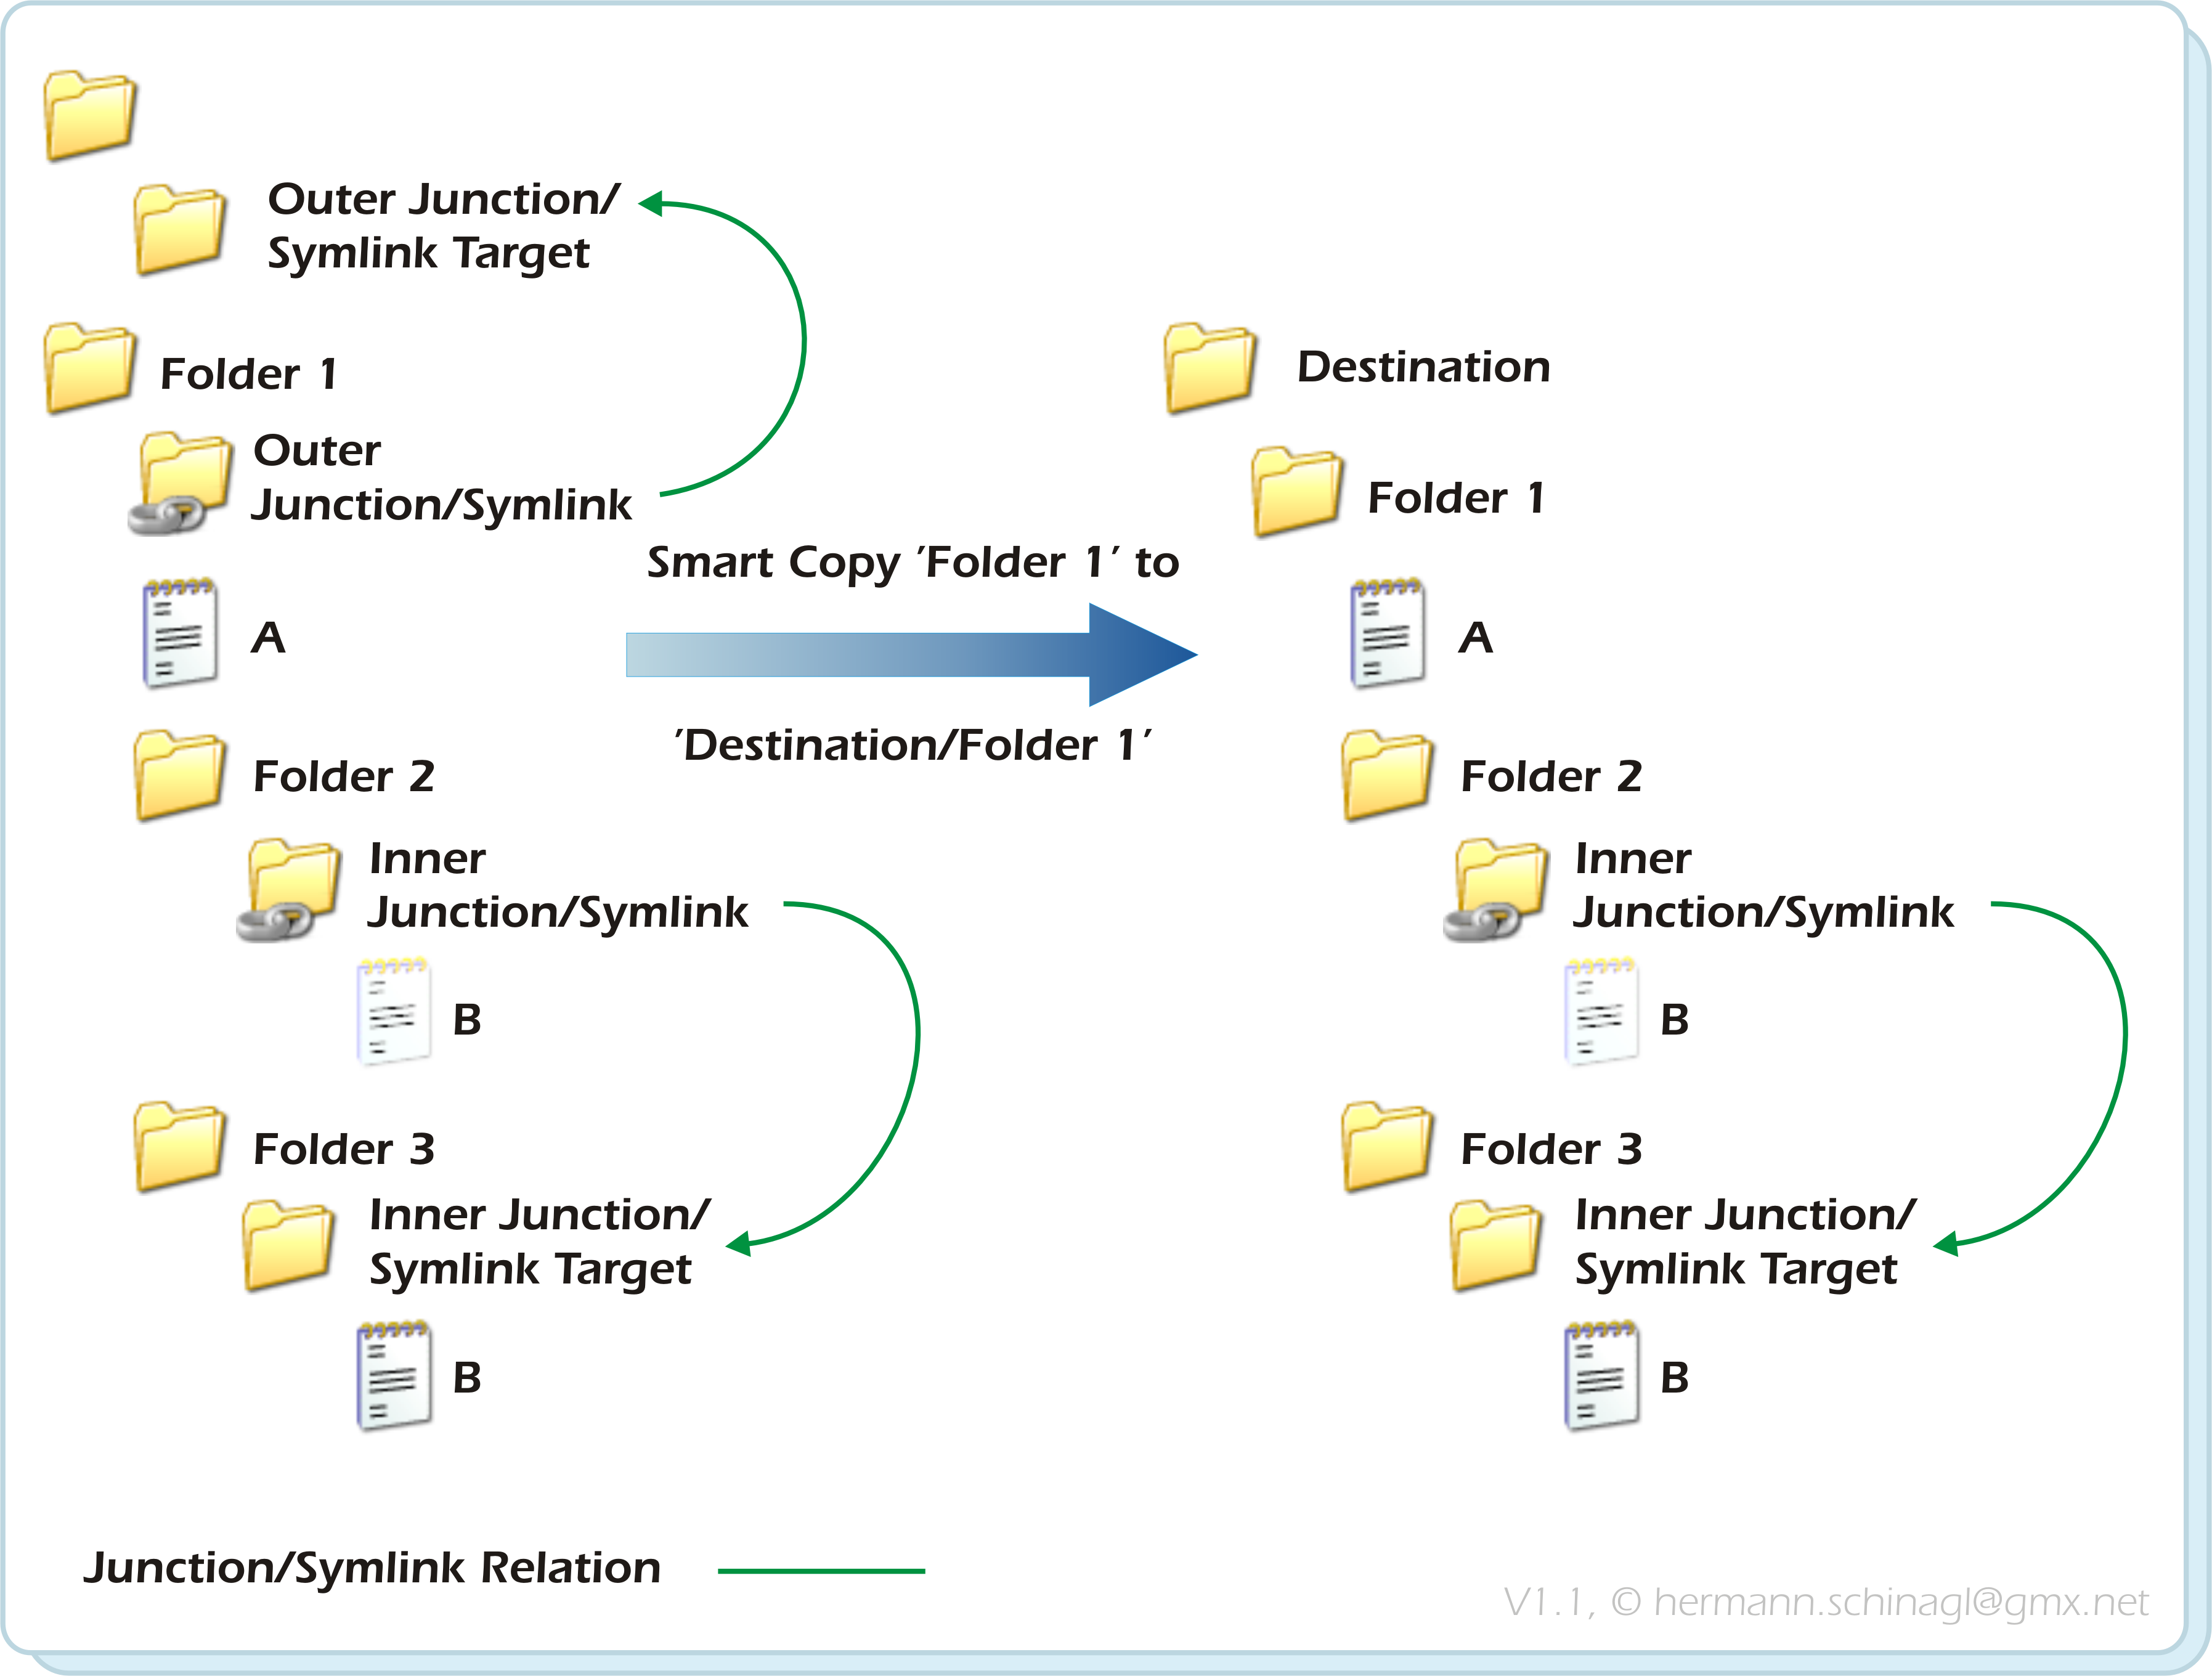 Outer Junction/
Symlink Target
Folder 1
Outer
Junction/Symlink
A
Folder 2
Inner
Junction/Symlink
B
Folder 3
Inner Junction/
Symlink Target
B
Smart Copy 'Folder 1' to
'Destination/Folder 1'
Destination
Folder 1
A
Folder 2
Inner
Junction/Symlink
B
Folder 3
Inner Junction/
Symlink Target
B
Junction/Symlink Relation
V1.1, © hermann.schinagl@gmx.net